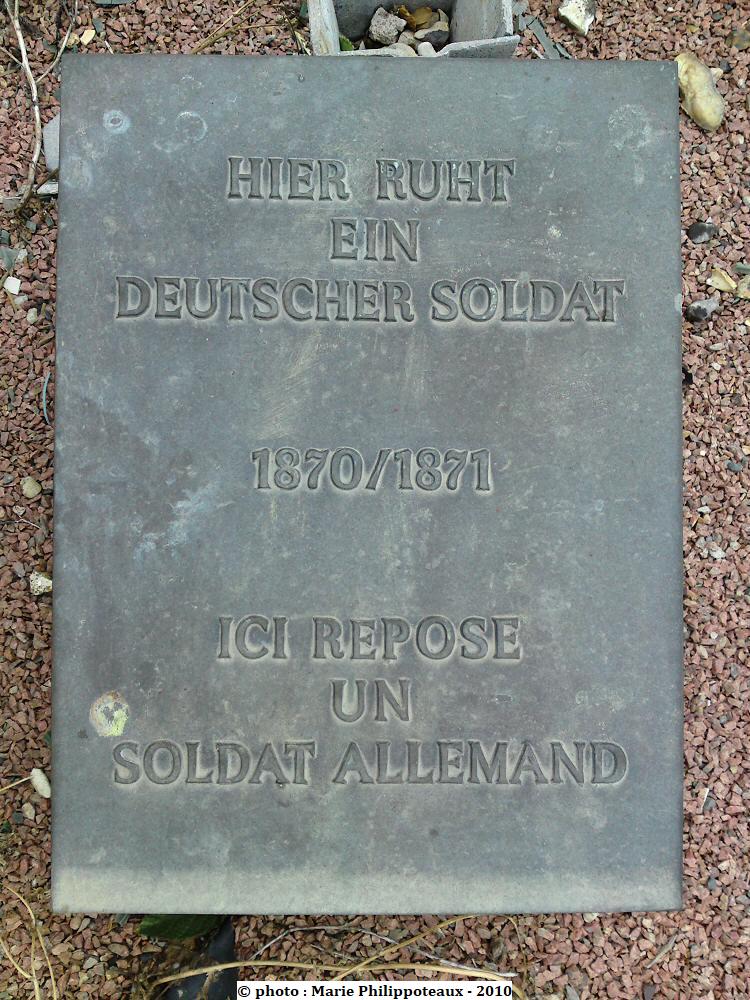 HIER RUHT
EIN
DEUTSCHER SOLDAT
1870/1871
ICI REPOSE
UN
SOLDAT ALLEMAND
© photo : Marie Philippoteaux - 2010